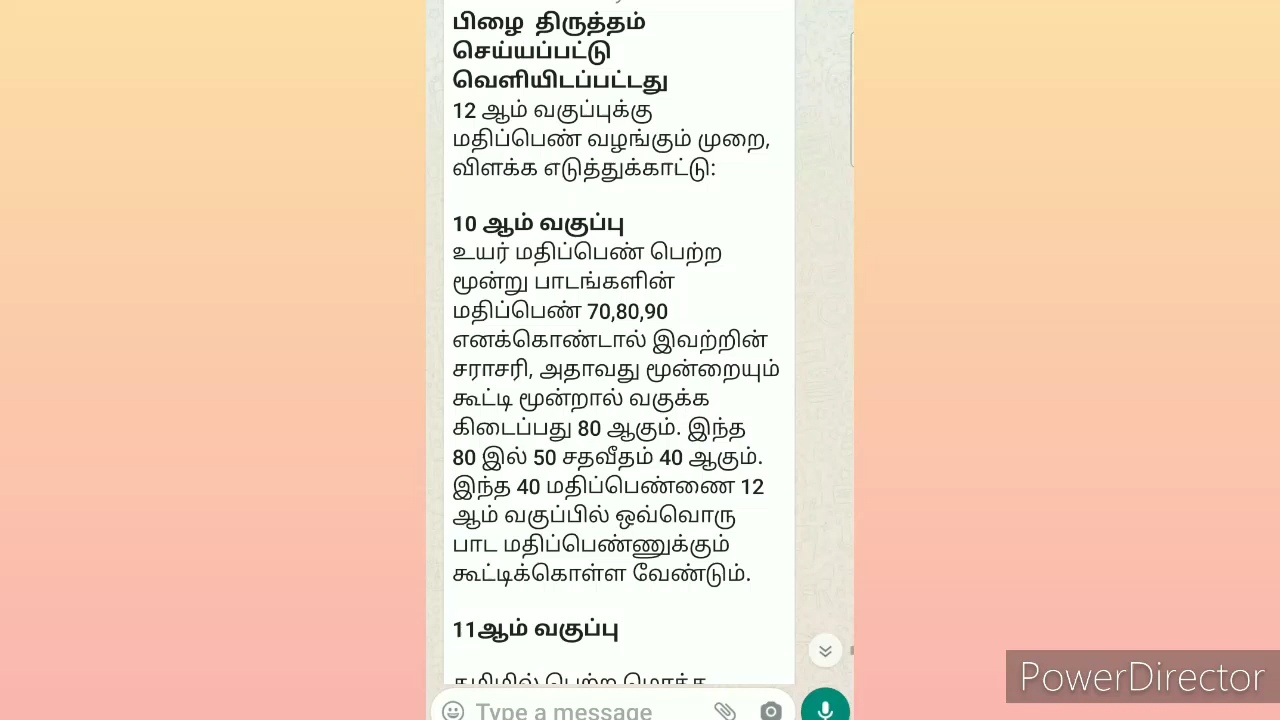 பிழை திருத்தம்
செய்யப்பட்டு
வெளியிடப்பட்டது
12 ஆம் வகுப்புக்கு
மதிப்பெண் வழங்கும் முறை,
விளக்க எடுத்துக்காட்டு:
10 ஆம் வகுப்பு
உயர் மதிப்பெண் பெற்ற
மூன்று பாடங்களின்
மதிப்பெண் 70,80,90
எனக்கொண்டால் இவற்றின்
சராசரி, அதாவது மூன்றையும்
கூட்டி மூன்றால் வகுக்க
கிடைப்பது 80 ஆகும். இந்த
80 இல் 50 சதவீதம் 40 ஆகும்.
இந்த 40 மதிப்பெண்ணை 12
ஆம் வகுப்பில் ஒவ்வொரு
பாட மதிப்பெண்ணுக்கும்
கூட்டிக்கொள்ள வேண்டும்.
11ஆம் வகுப்பு
தமிழில் பெற்ற மொத்த
Type a message
PowerDirector